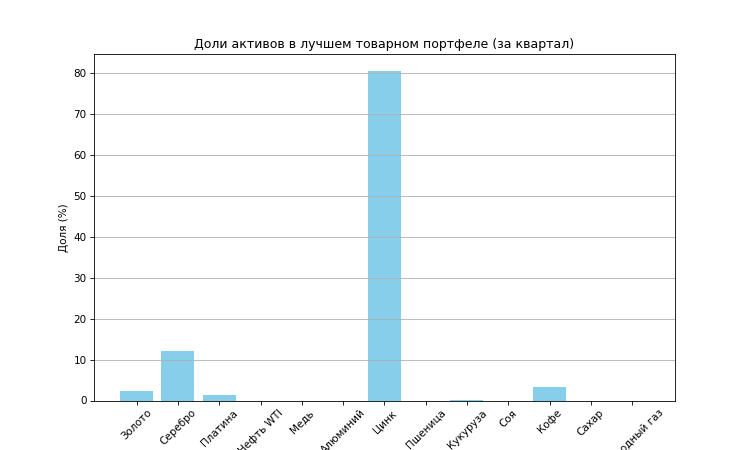 Доли активов в лучшем товарном портфеле (за квартал)
Доля (%)
80
70
60
50
40
30
20
10
0
Золото
Серебро
Платина
Нефть WTI
Медь
Алюминий
Цинк
Пшеница
Кукуруза
Соя
Кофе
Сахар
одный газ